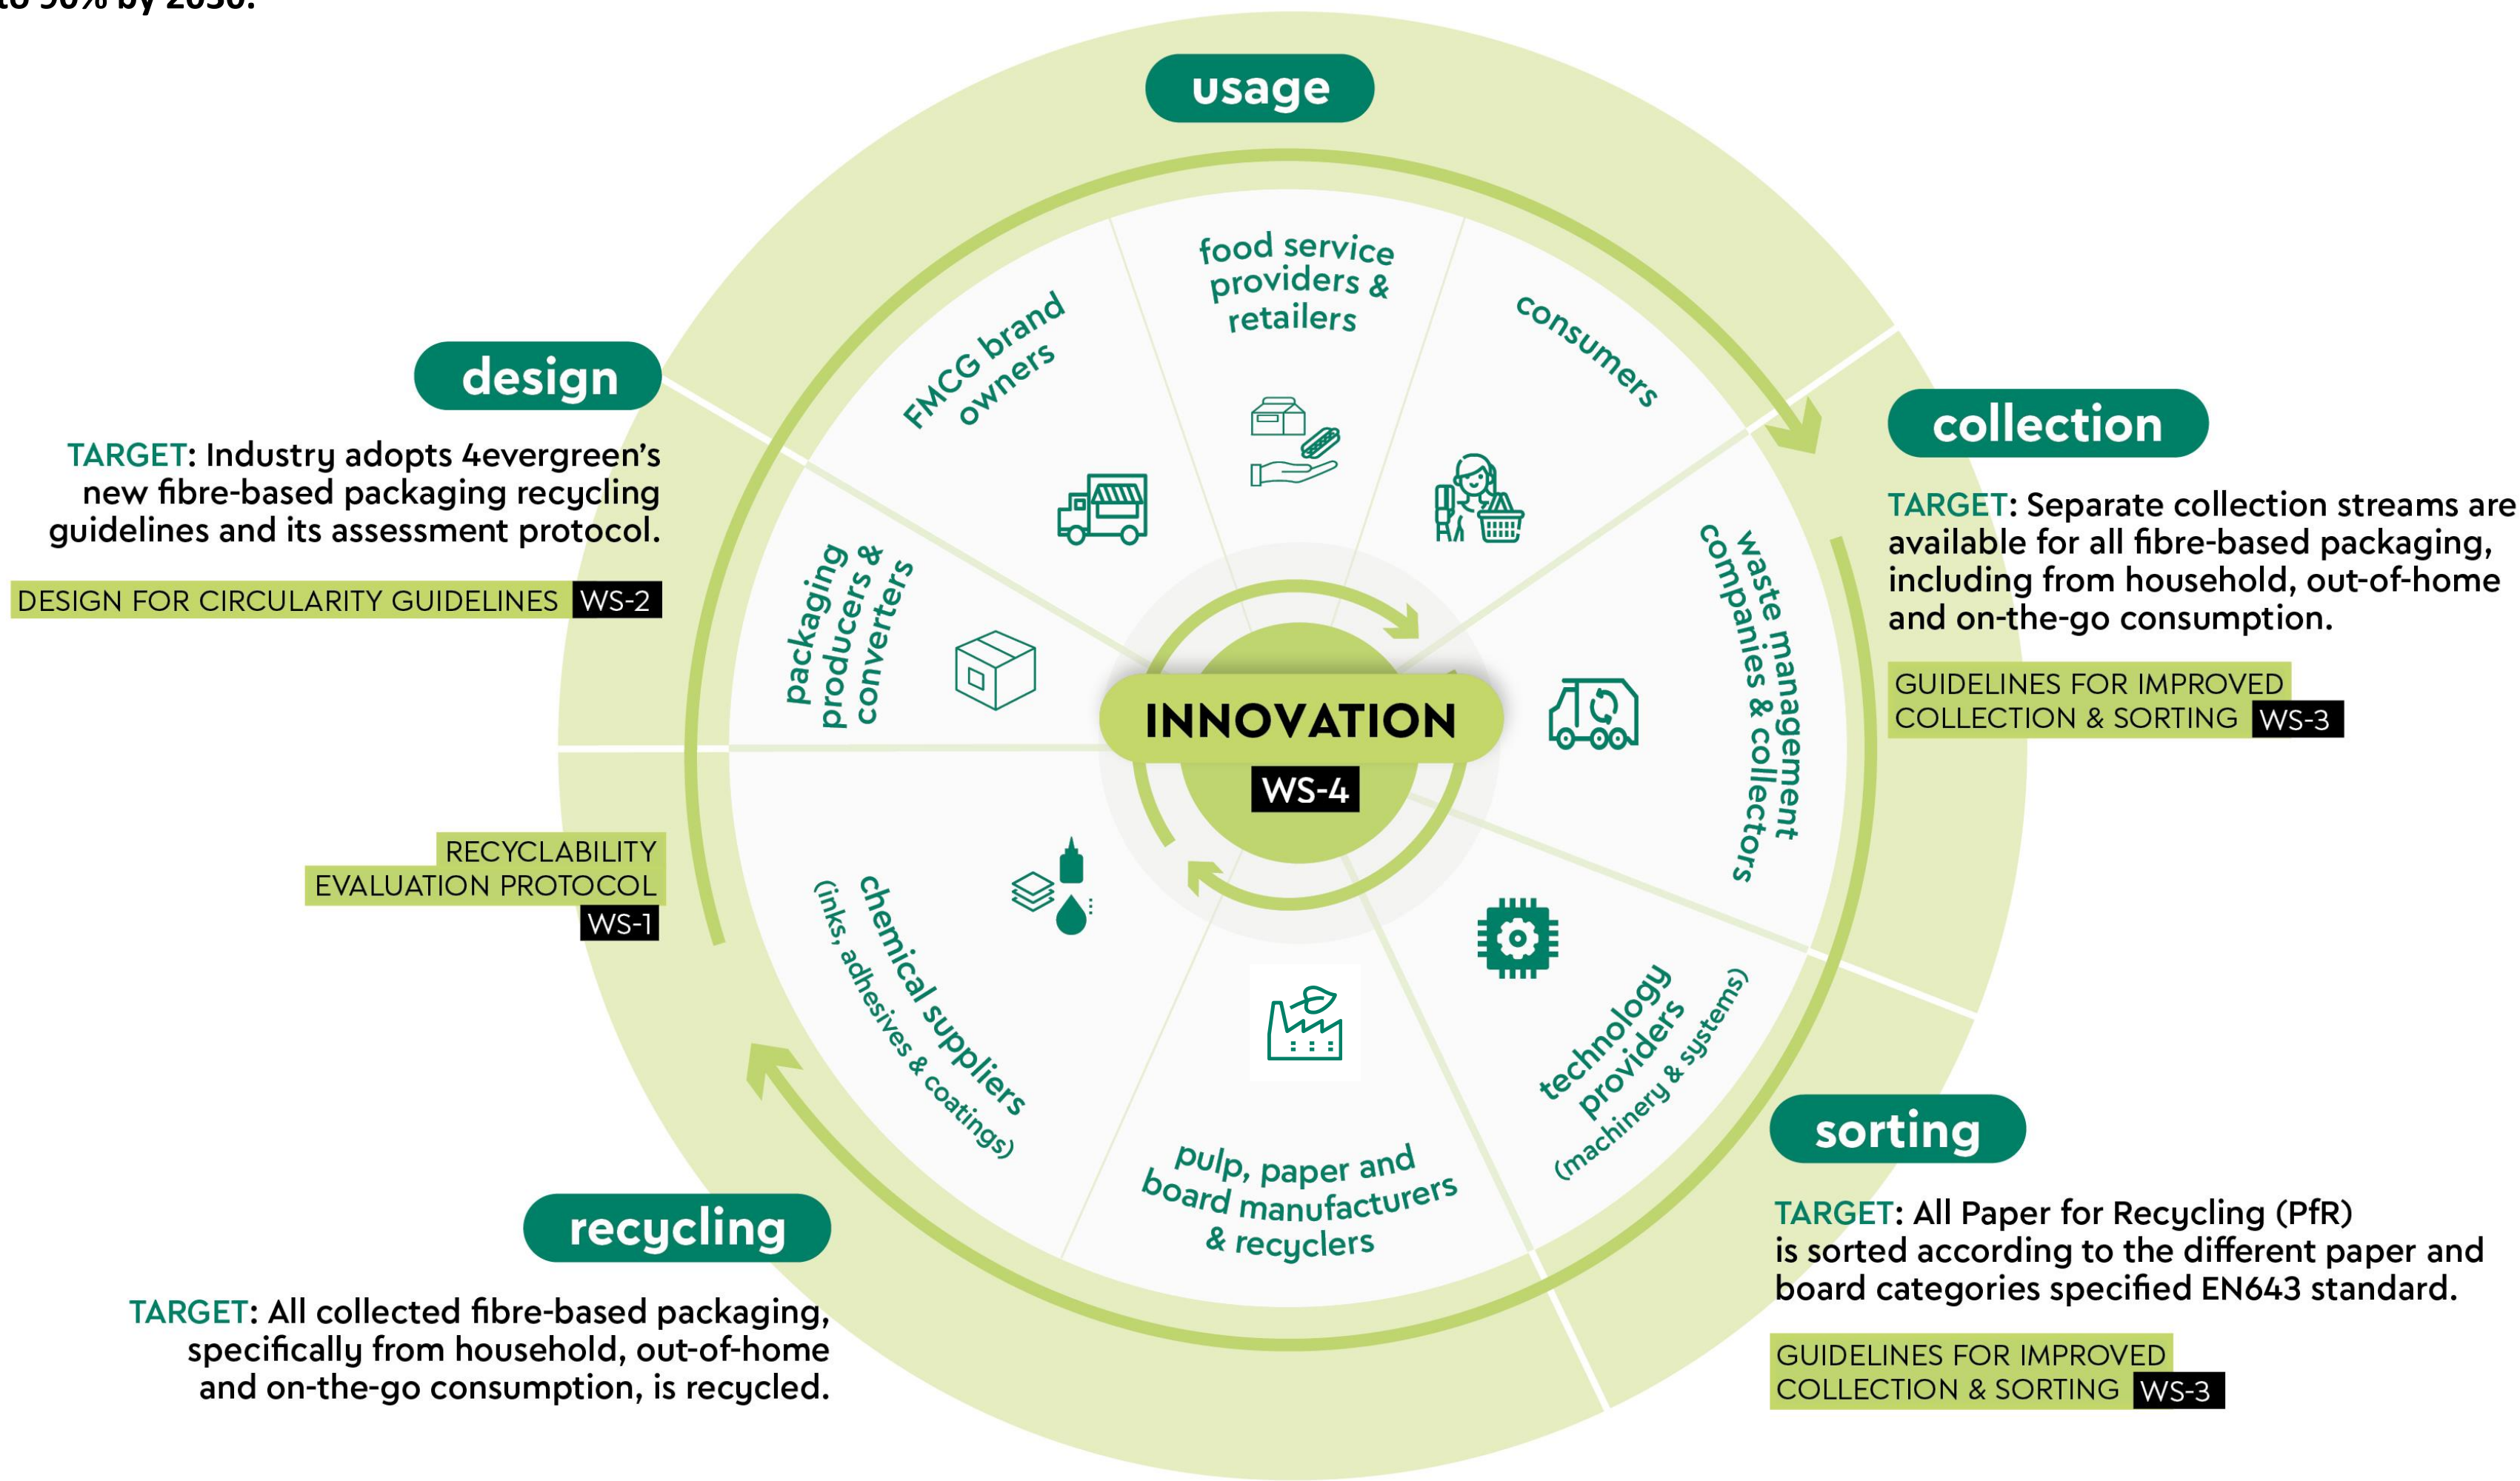 to 90% by 2030.
usage
food service
providers &
retailers
FMCG brand
owners
consumers
design
TARGET: Industry adopts 4evergreen's
new fibre-based packaging recycling
guidelines and its assessment protocol.
DESIGN FOR CIRCULARITY GUIDELINES WS-2
collection
TARGET: Separate collection streams are
available for all fibre-based packaging,
including from household, out-of-home
and on-the-go consumption.
GUIDELINES FOR IMPROVED
COLLECTION & SORTING WS-3
packaging
producers &
converters
waste management
companies & collectors
INNOVATION
WS-4
RECYCLABILITY
EVALUATION PROTOCOL
WS-1
chemical suppliers
(inks, adhesives & coatings)
technology
providers
(machinery & systems)
pulp, paper and
board manufacturers
& recyclers
sorting
TARGET: All Paper for Recycling (PfR)
is sorted according to the different paper and
board categories specified EN643 standard.
GUIDELINES FOR IMPROVED
COLLECTION & SORTING WS-3
recycling
TARGET: All collected fibre-based packaging,
specifically from household, out-of-home
and on-the-go consumption, is recycled.